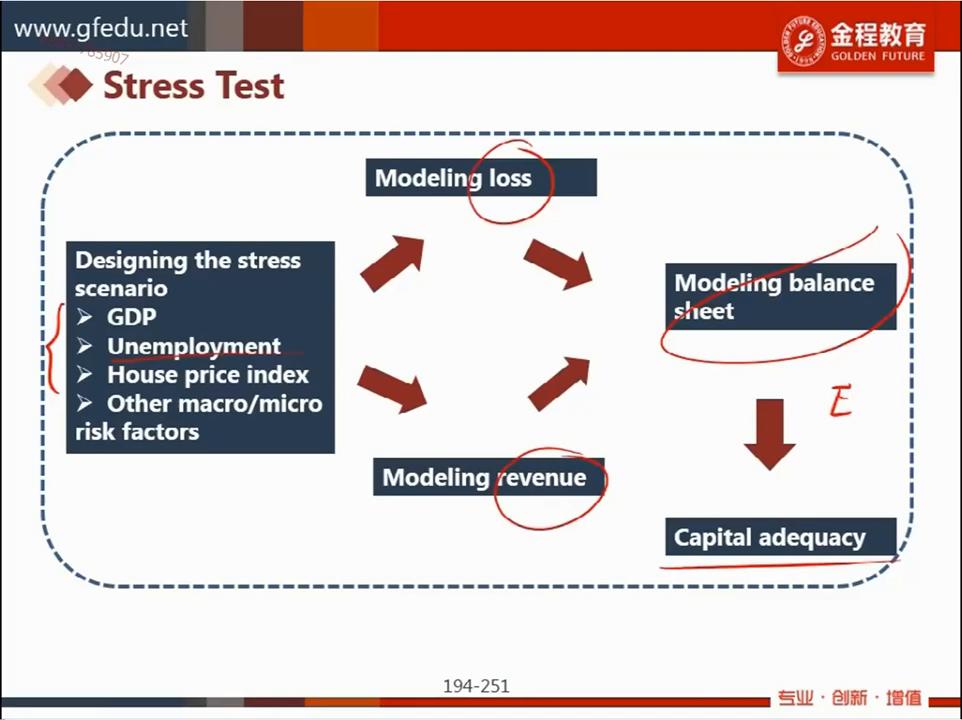 www.gfedu.net
金程教育
GOLDEN FUTURE
Stress Test
Modeling loss
Designing the stress
scenario
GDP
Unemployment
House price index
Other macro/micro
risk factors
Modeling balance
sheet
E
Modeling revenue
Capital adequacy
194-251
专业·创新·增值